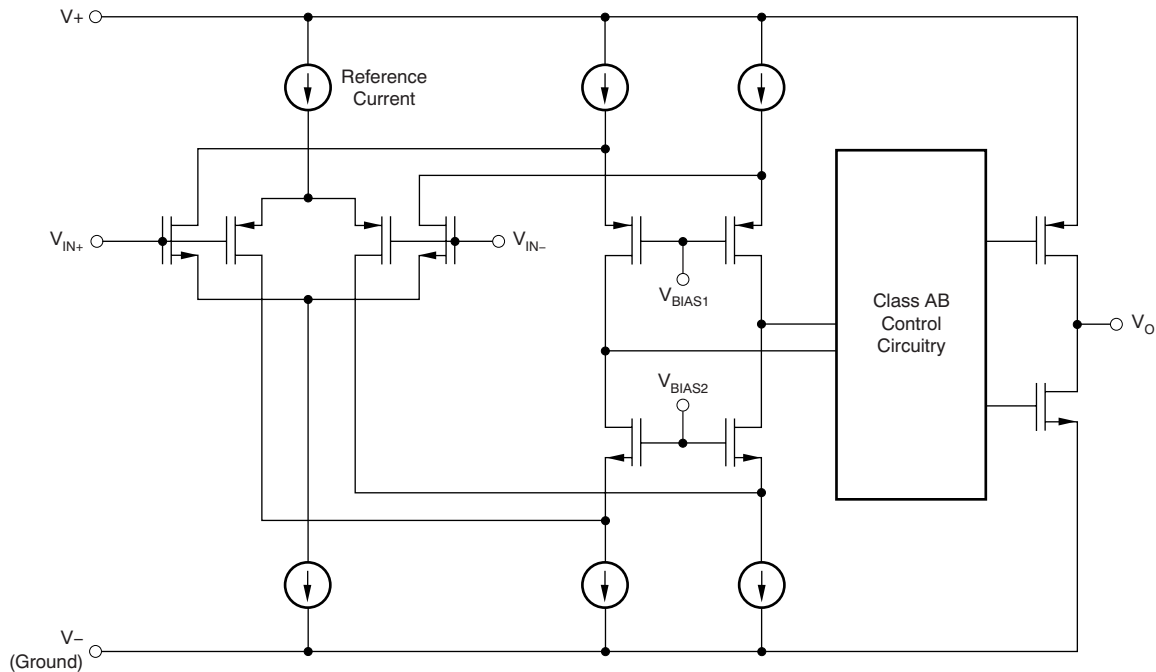 V+
Reference
Current
V_IN+
V_IN−
V_BIAS1
Class AB
Control
Circuitry
V_O
V_BIAS2
V−
(Ground)